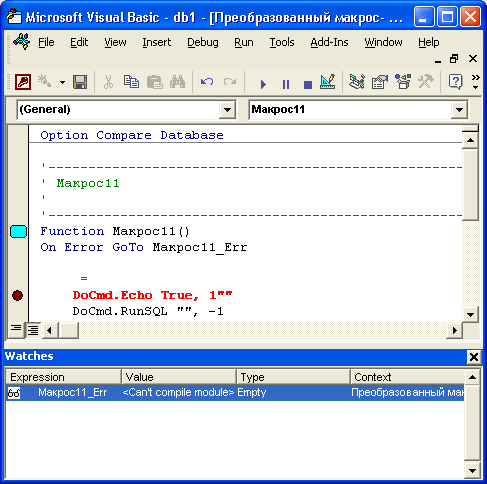 Microsoft Visual Basic - db1 - [Преобразованный макрос- ...
File Edit View Insert Debug Run Tools Add-Ins Window Help
(General) Макрос11
Option Compare Database
'------------------------------------------------------------
' Макрос11
'
'------------------------------------------------------------
Function Макрос11()
On Error GoTo Макрос11_Err
=
DoCmd.Echo True, 1""
DoCmd.RunSQL "", -1
Watches
Expression Value Type Context
Макрос11_Err <Can't compile module> Empty Преобразованный мак